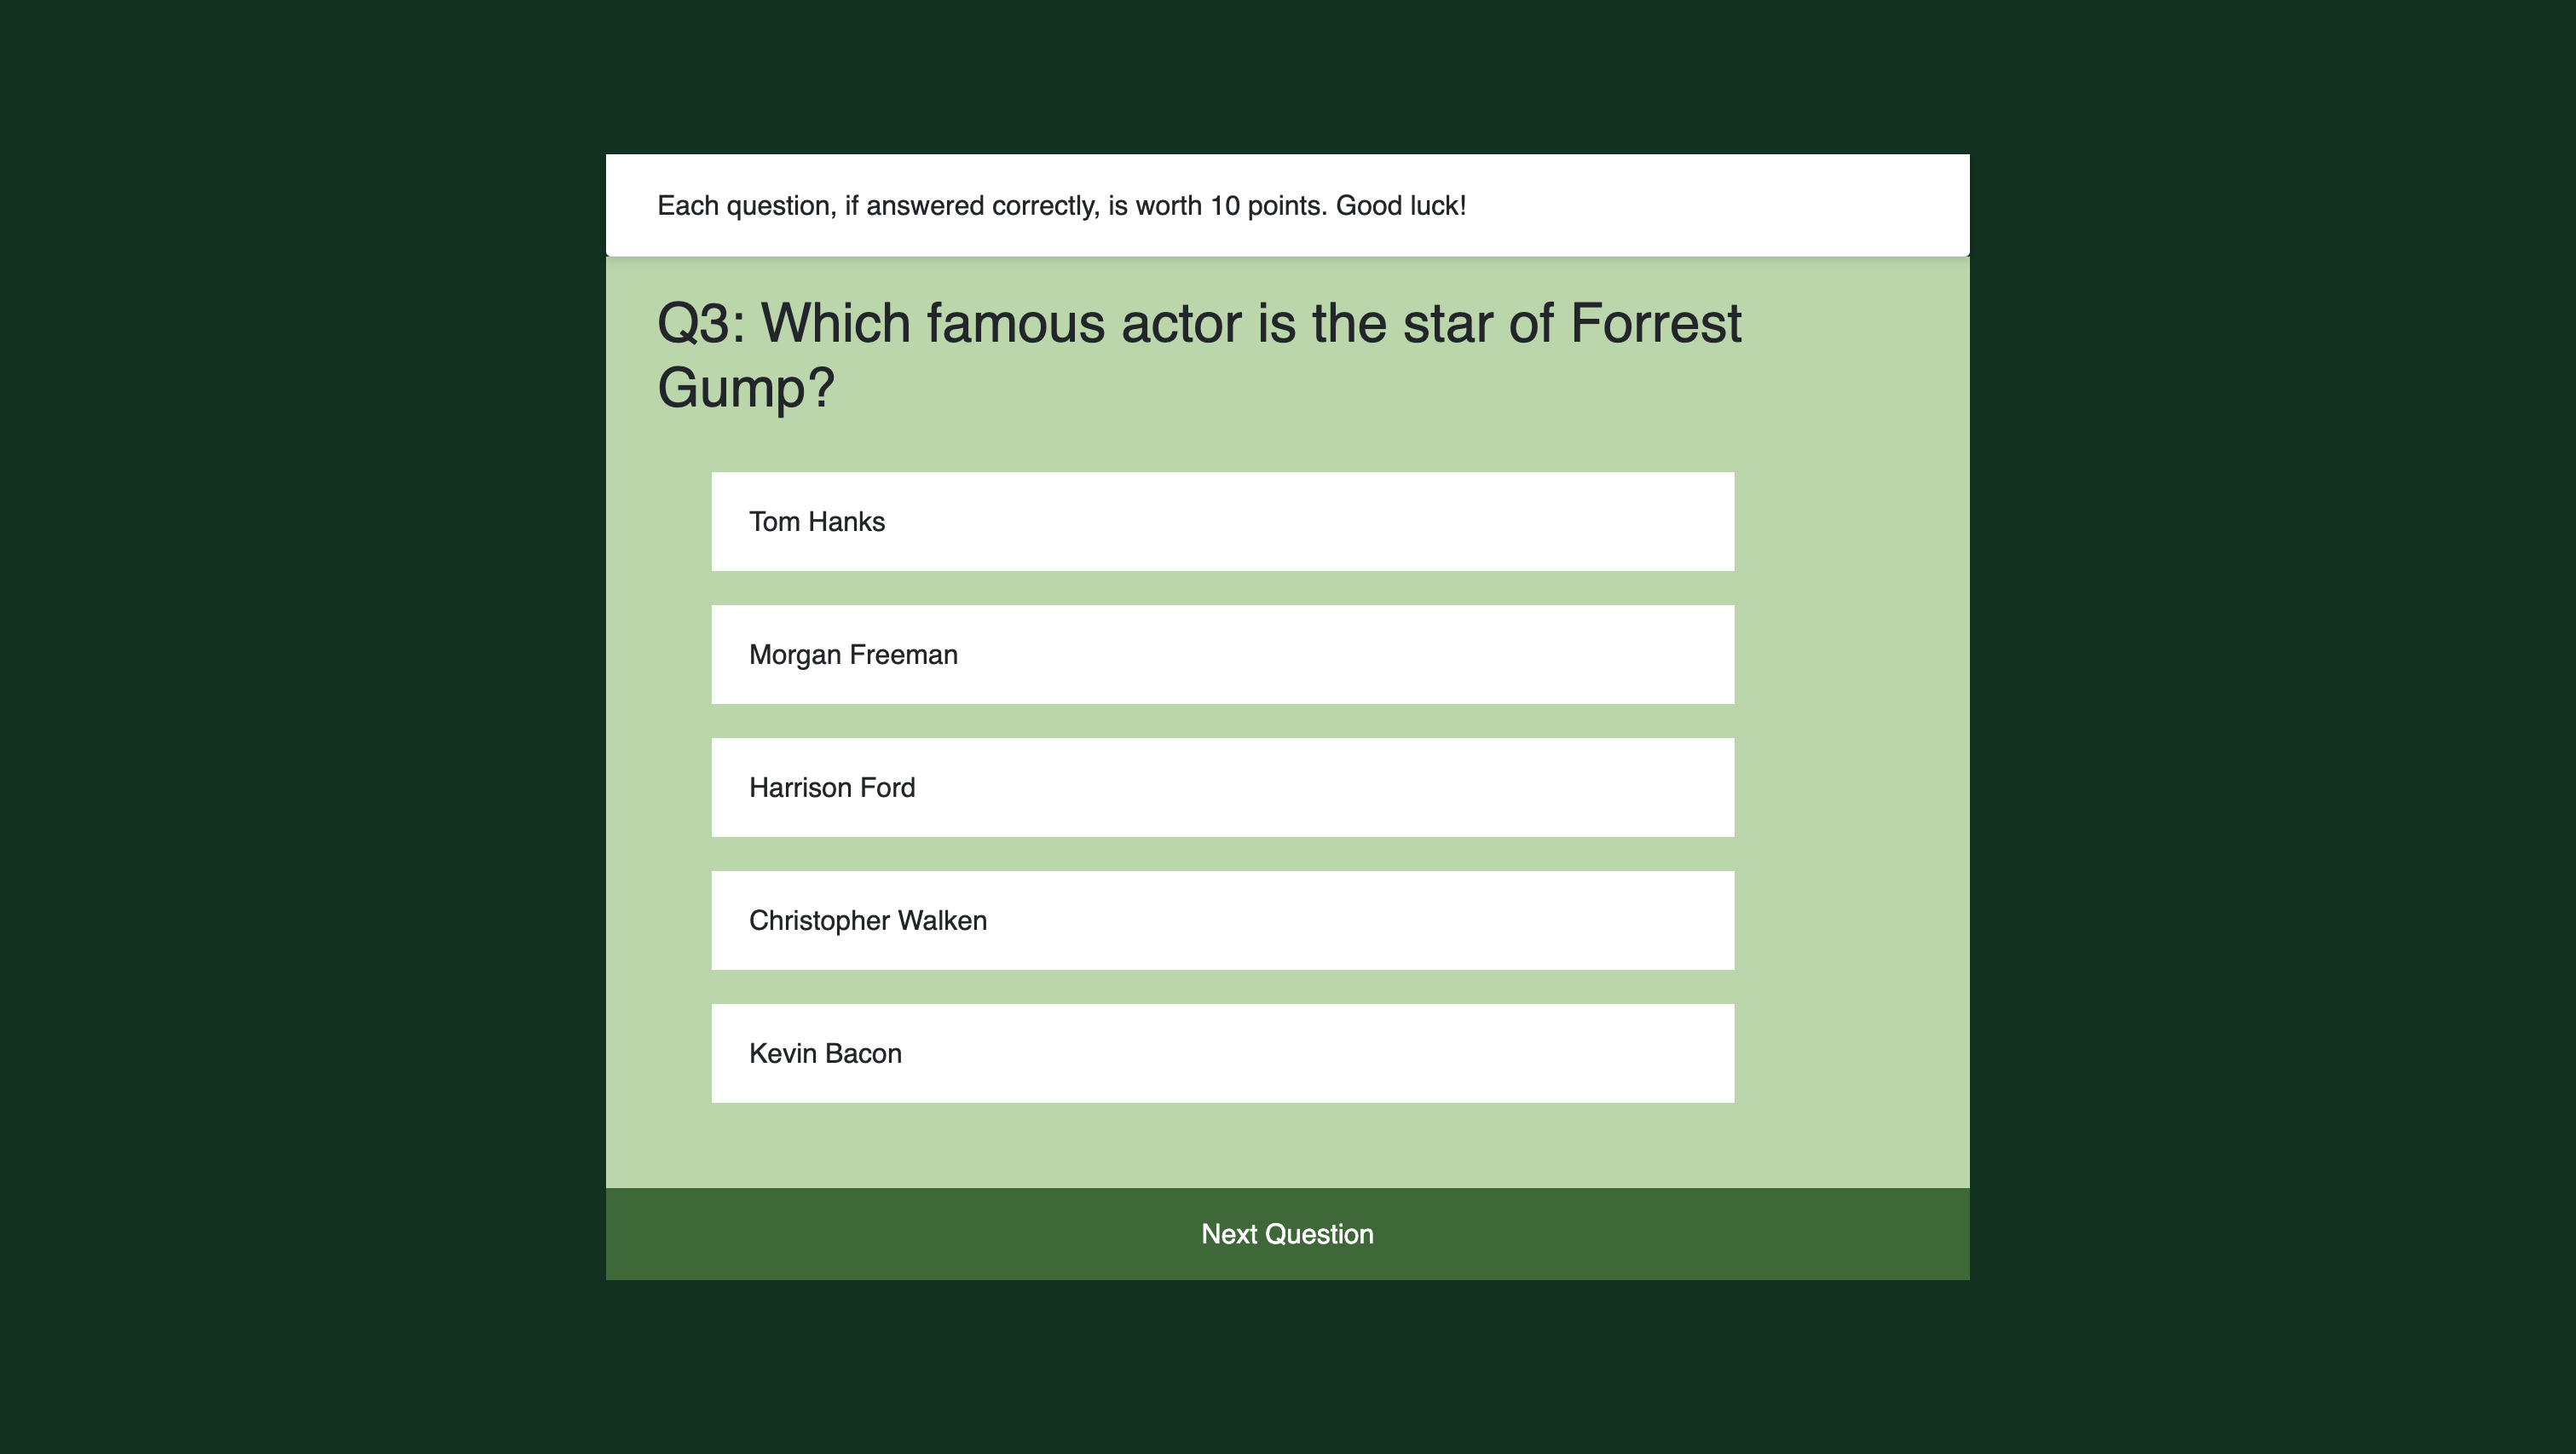 Each question, if answered correctly, is worth 10 points. Good luck!
Q3: Which famous actor is the star of Forrest
Gump?
Tom Hanks
Morgan Freeman
Harrison Ford
Christopher Walken
Kevin Bacon
Next Question